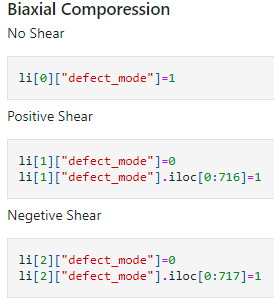 Biaxial Comporession
No Shear
li[0]["defect_mode"]=1
Positive Shear
li[1]["defect_mode"]=0
li[1]["defect_mode"].iloc[0:716]=1
Negetive Shear
li[2]["defect_mode"]=0
li[2]["defect_mode"].iloc[0:717]=1